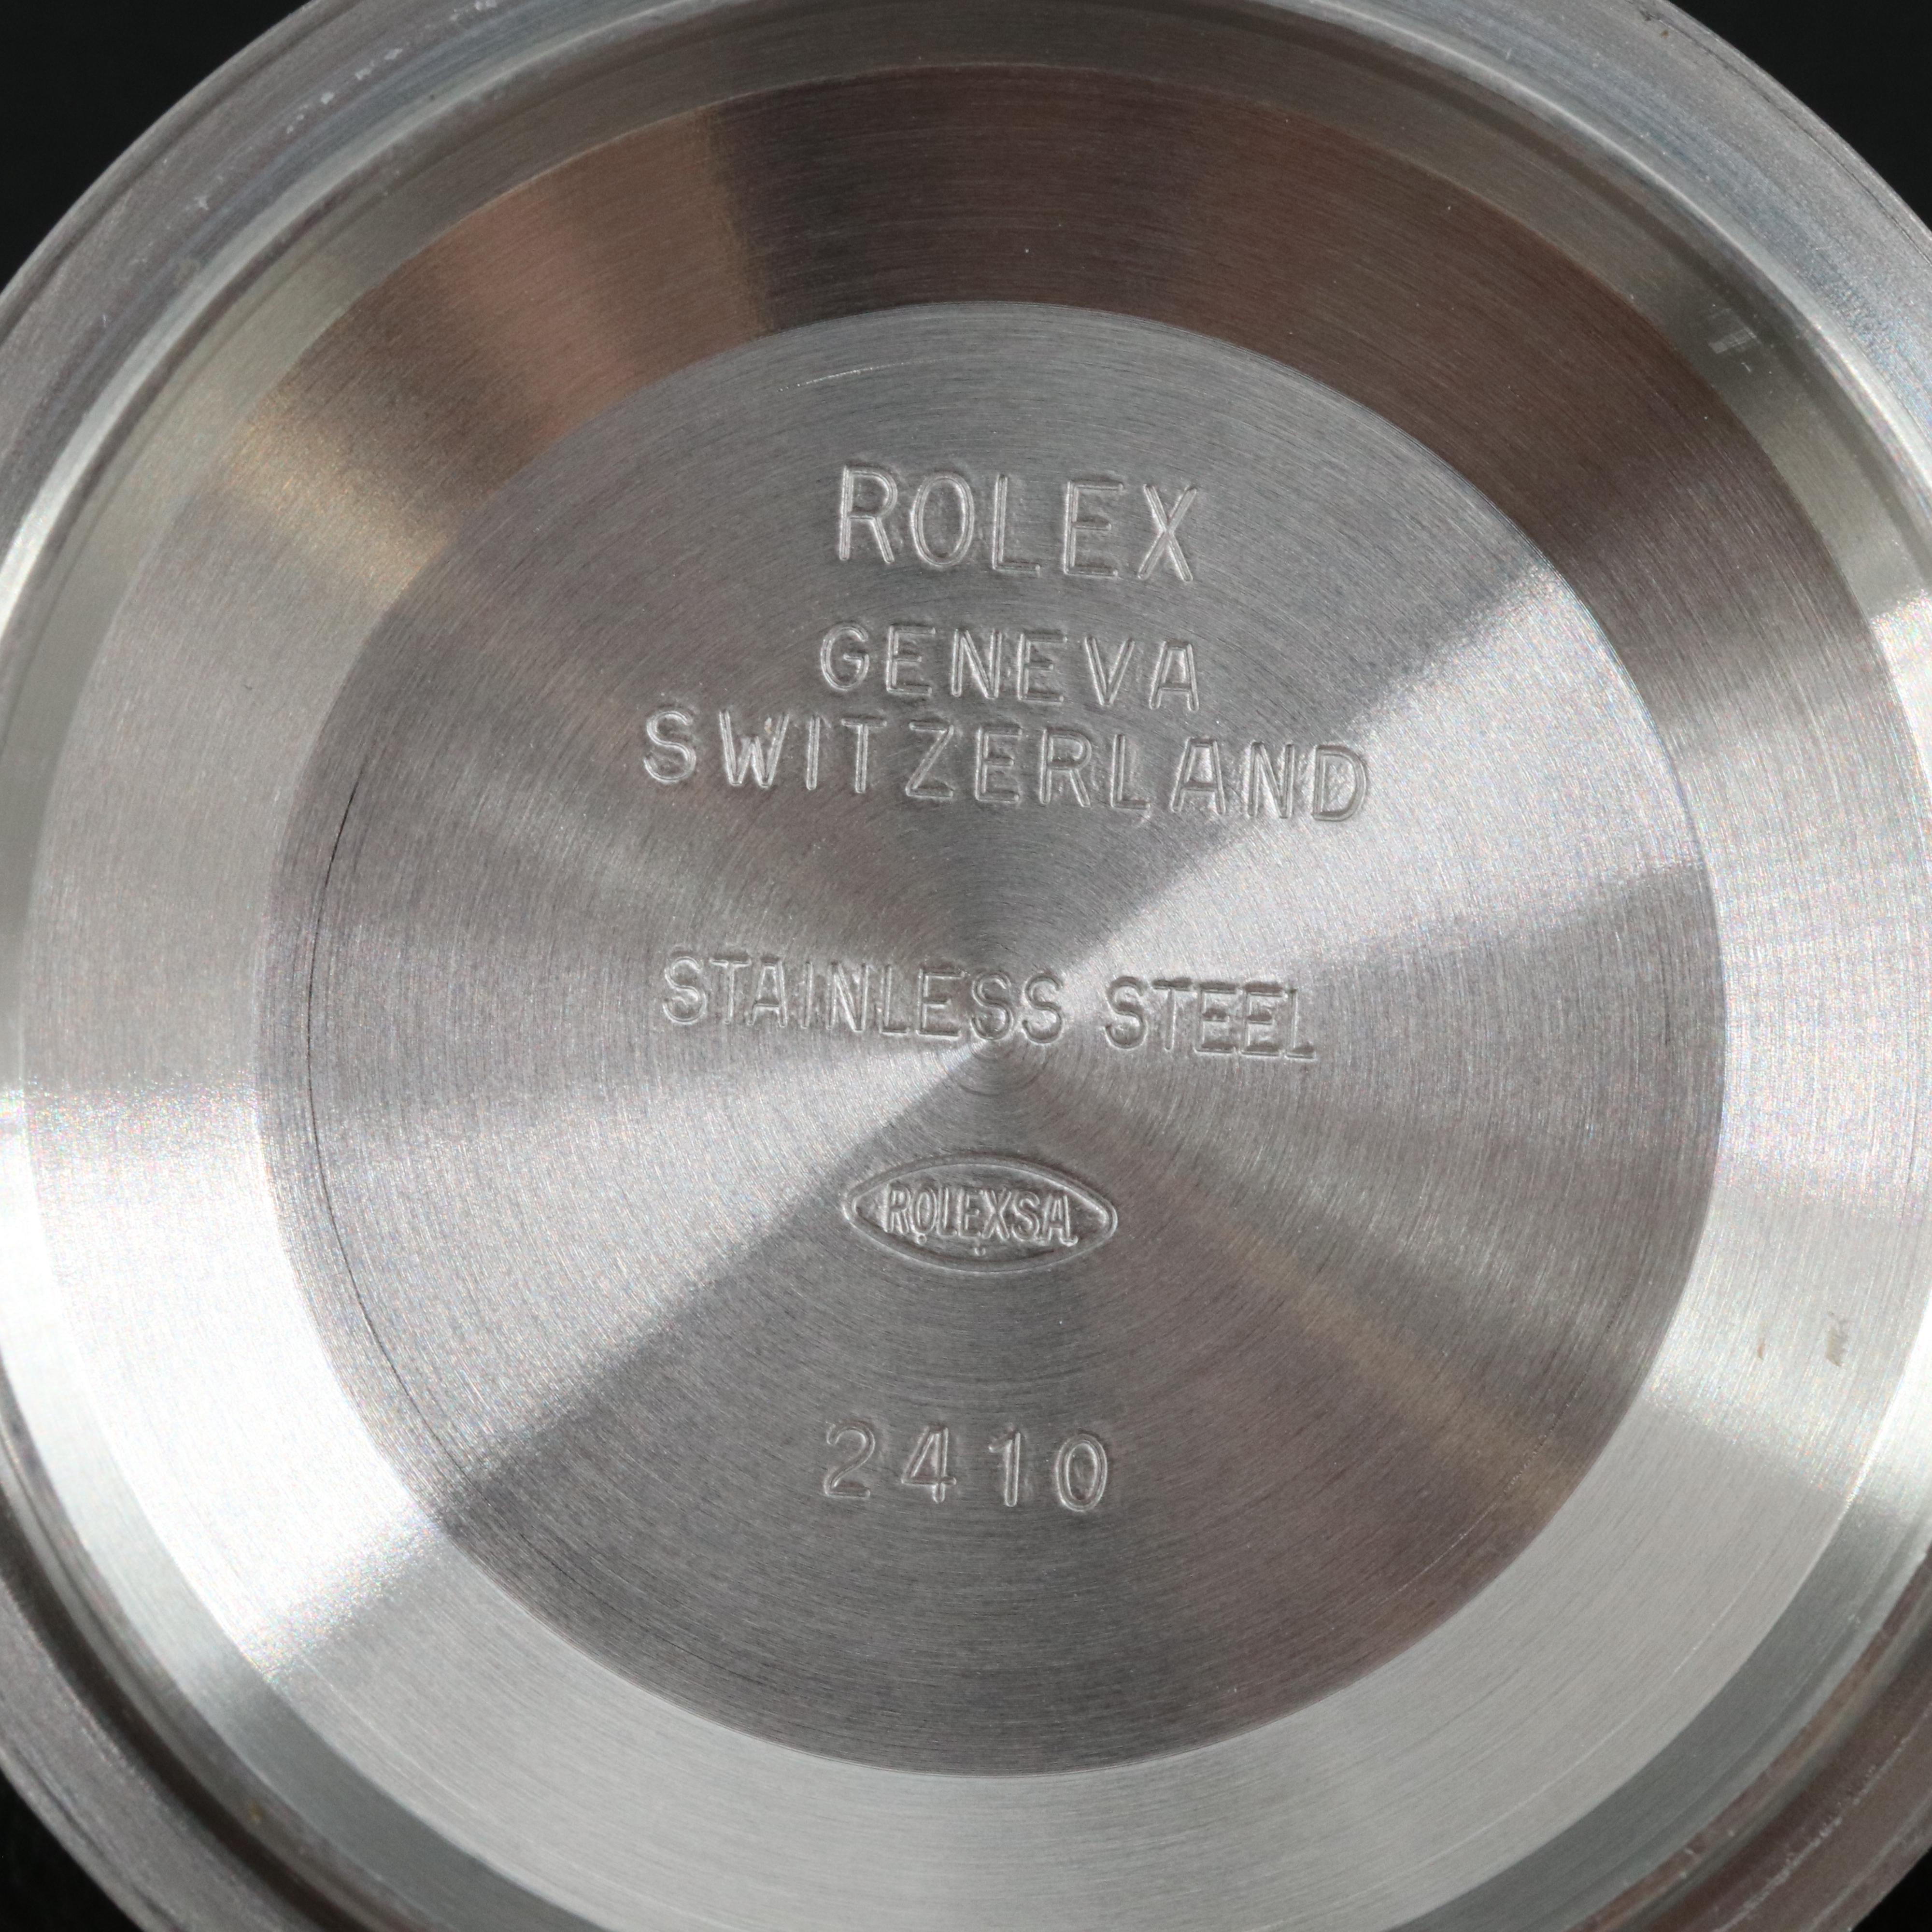 ROLEX
GENEVA
SWITZERLAND
STAINLESS STEEL
ROLEXSA
2410